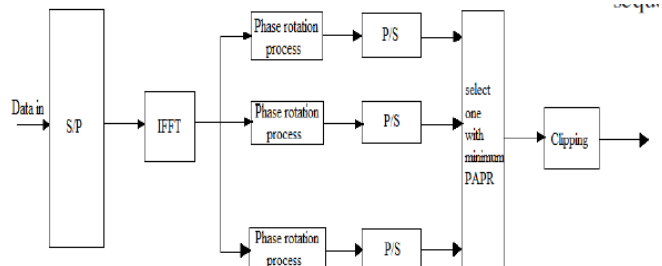 Phase rotation
process
P/S
Data in
S/P
IFFT
Phase rotation
process
P/S
select
one
with
minimum
PAPR
Clipping
Phase rotation
process
P/S